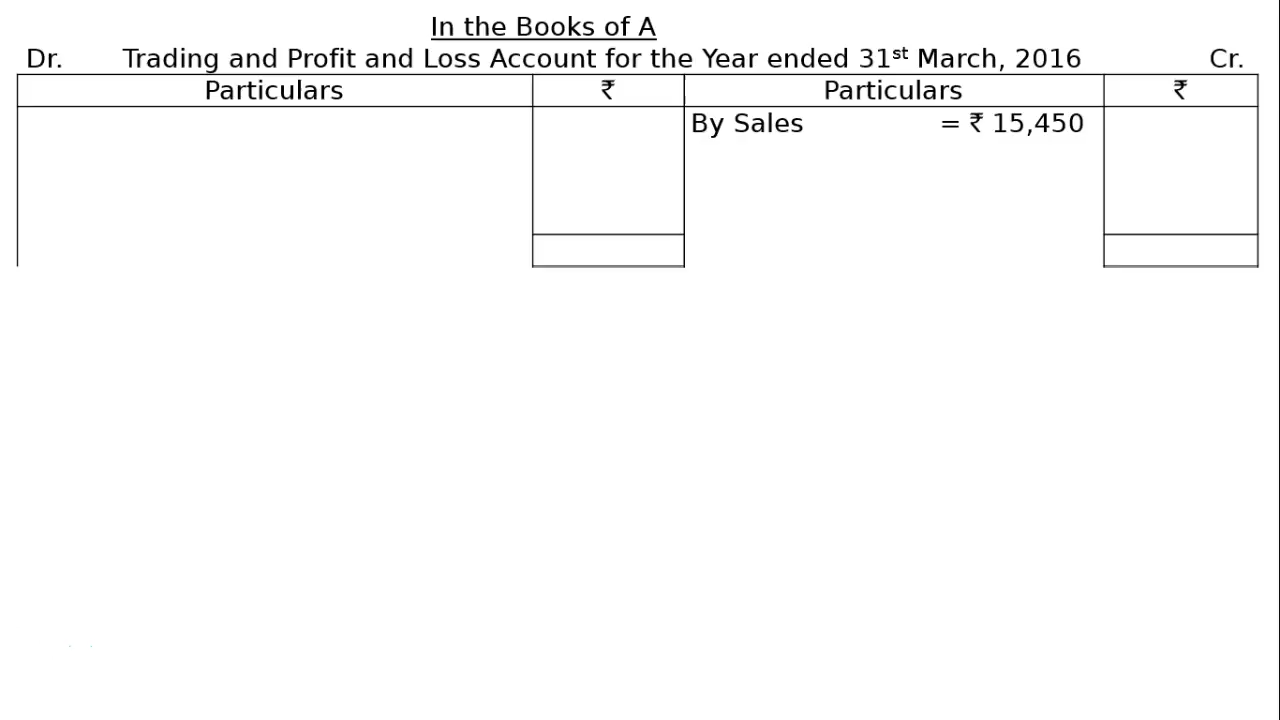 In the Books of A
Dr. Trading and Profit and Loss Account for the Year ended 31st March, 2016 Cr.
Particulars ₹ Particulars ₹
By Sales = ₹ 15,450